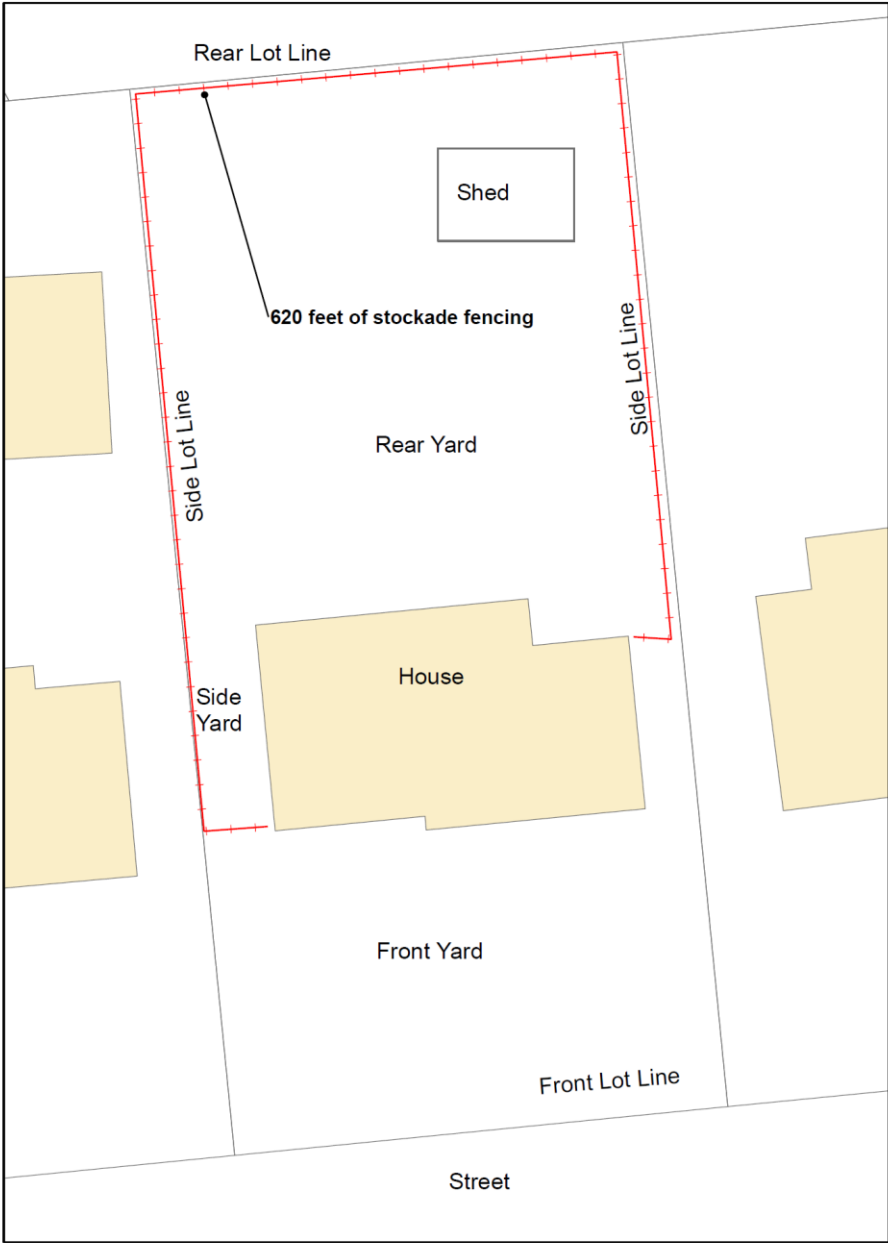 Rear Lot Line
Shed
620 feet of stockade fencing
Side Lot Line
Side Lot Line
Rear Yard
House
Side
Yard
Front Yard
Front Lot Line
Street